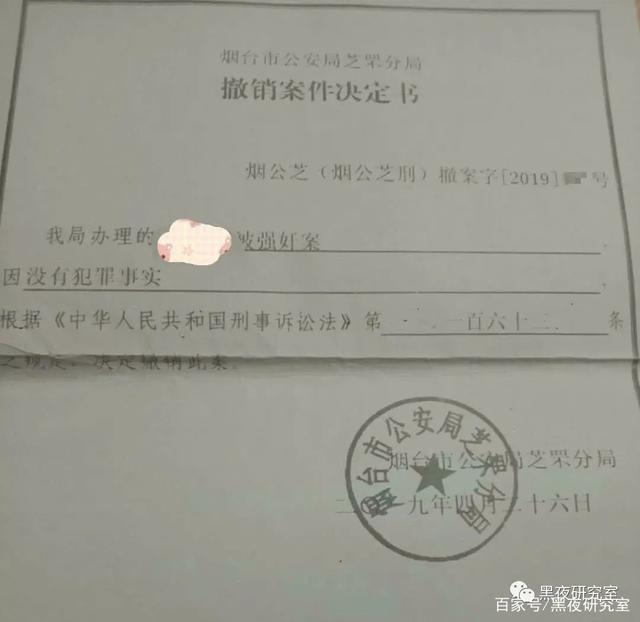 烟台市公安局芝罘分局
撤销案件决定书
烟公芝（烟公芝刑）撤案字[2019] 号
我局办理的 被强奸案 ，
因没有犯罪事实 ，
根据《中华人民共和国刑事诉讼法》第 一百六十三 条
之规定，决定撤销此案。
烟台市公安局芝罘分局
烟台市公安局芝罘分局
二〇一九年四月二十六日
黑夜研究室
百家号/黑夜研究室